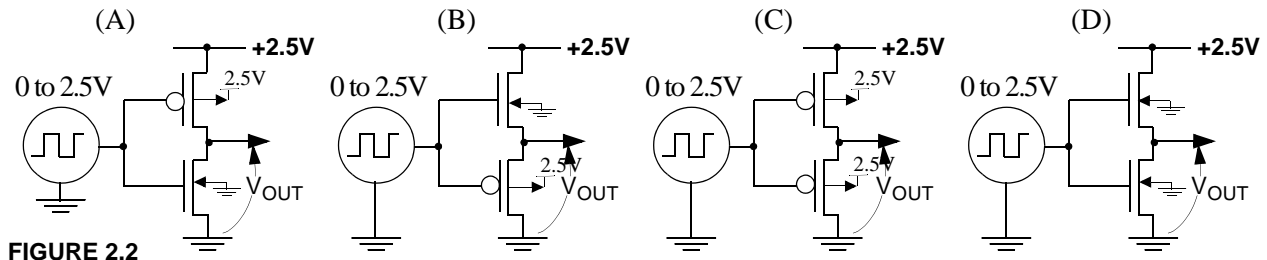 (A) (B) (C) (D)
+2.5V +2.5V +2.5V +2.5V
0 to 2.5V 2.5V 0 to 2.5V 0 to 2.5V 2.5V 0 to 2.5V
2.5V 2.5V
VOUT VOUT VOUT VOUT
FIGURE 2.2